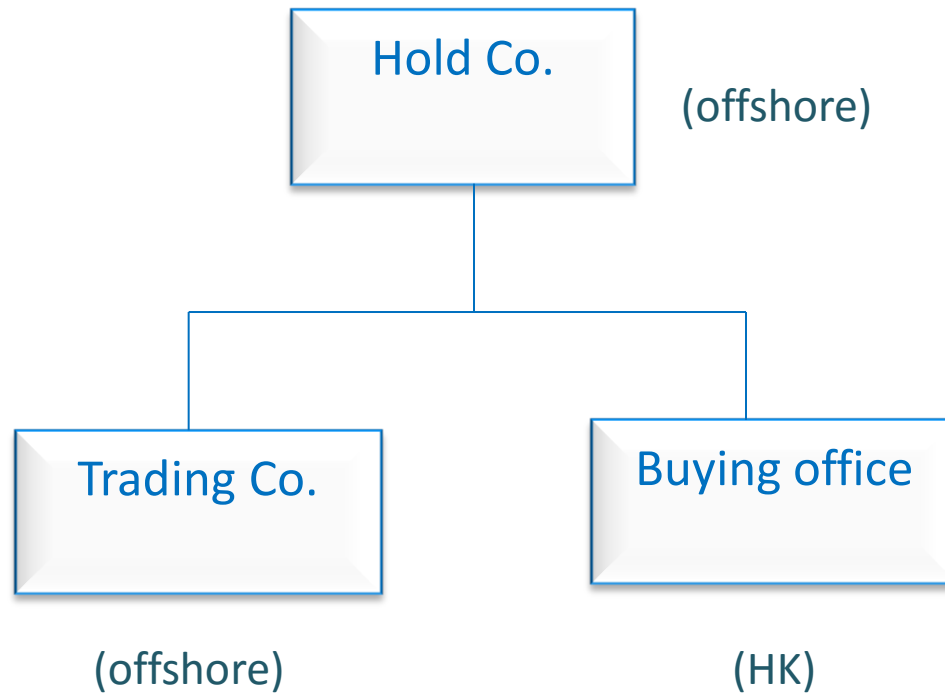 Hold Co.
(offshore)
Trading Co.
Buying office
(offshore)
(HK)